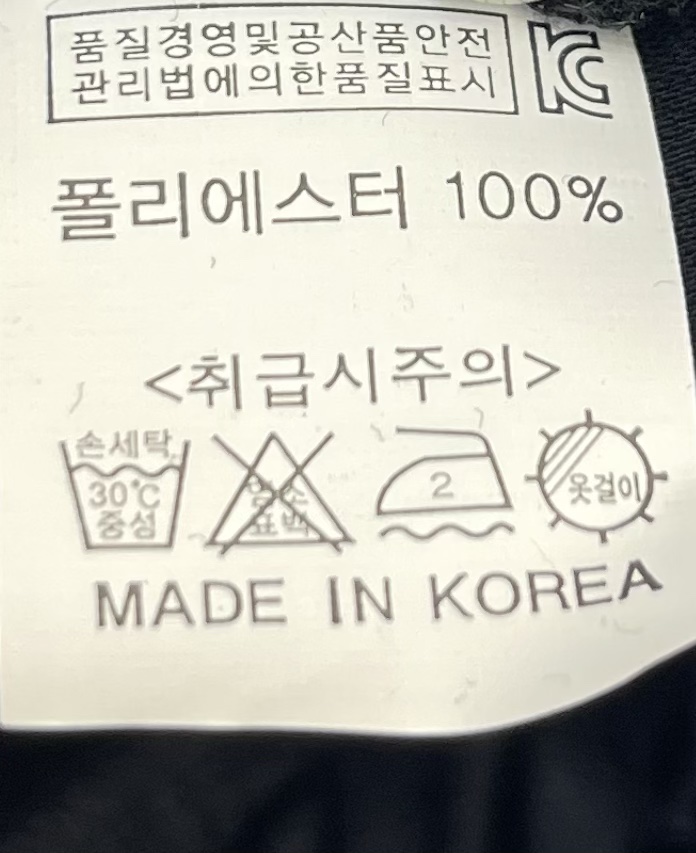 품질경영및공산품안전
관리법에의한품질표시
KC
폴리에스터 100%
<취급시주의>
손세탁
30℃
중성
염소
표백
2
옷걸이
MADE IN KOREA